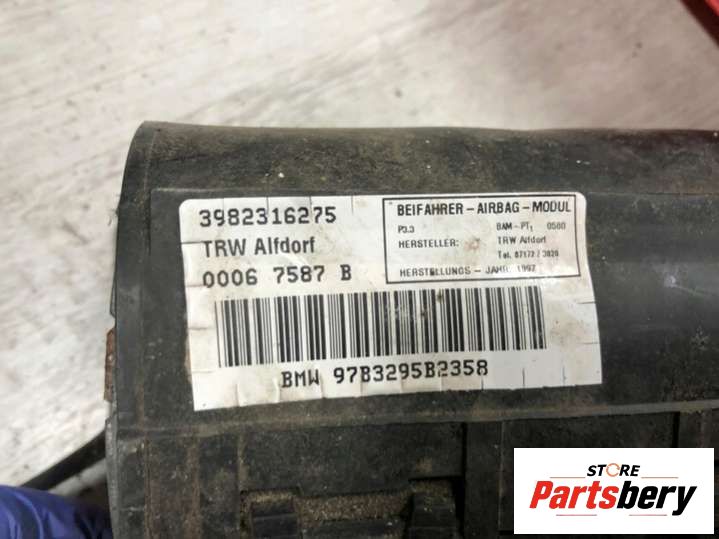 3982316275
TRW Alfdorf
0006 7587 B
BEIFAHRER-AIRBAG-MODUL
P3.3 BAM-PT1 0560
HERSTELLER: TRW Alfdorf
Tel. 07172 / 3020
HERSTELLUNGS - JAHR 1997
BMW 97B3295B2358
STORE
Partsbery